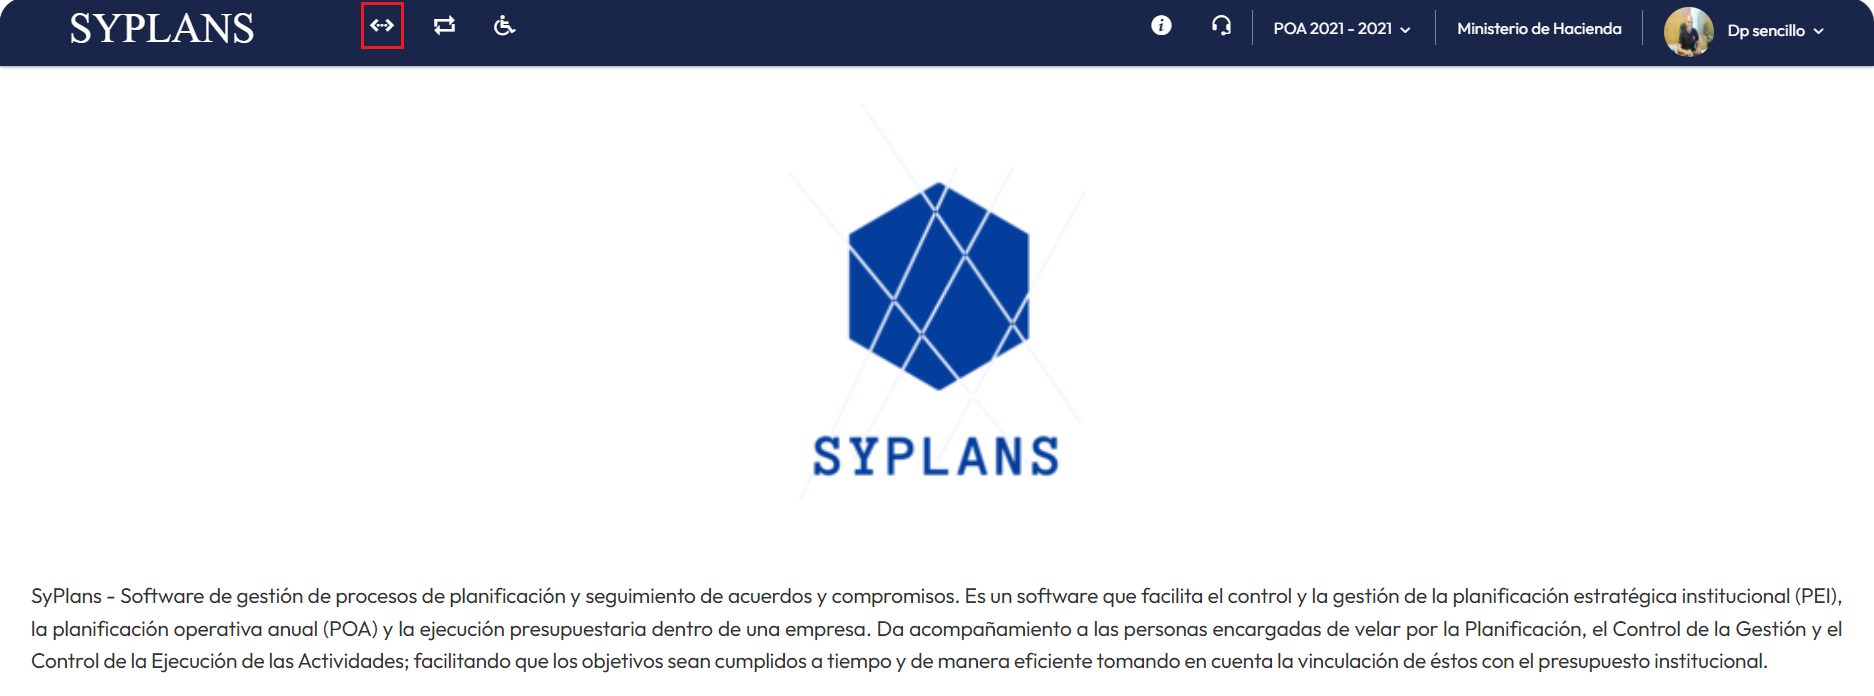 SYPLANS
POA 2021 - 2021
Ministerio de Hacienda
Dp sencillo
SYPLANS
SyPlans - Software de gestión de procesos de planificación y seguimiento de acuerdos y compromisos. Es un software que facilita el control y la gestión de la planificación estratégica institucional (PEI),
la planificación operativa anual (POA) y la ejecución presupuestaria dentro de una empresa. Da acompañamiento a las personas encargadas de velar por la Planificación, el Control de la Gestión y el
Control de la Ejecución de las Actividades; facilitando que los objetivos sean cumplidos a tiempo y de manera eficiente tomando en cuenta la vinculación de éstos con el presupuesto institucional.